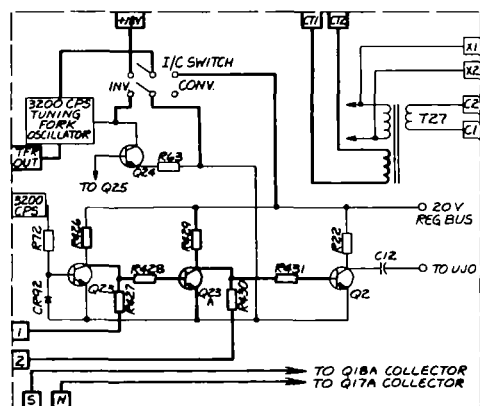 +18V
CT1
CT2
I/C SWITCH
INV.
CONV.
X1
X2
C2
C1
T27
3200 CPS
TUNING
FORK
OSCILLATOR
TFK
OUT
R63
Q24
TO Q25
3200
CPS
20 V
REG BUS
R72
R426
R429
R22
C12
TO UJO
R428
R431
Q23
Q23
A
Q2
CR92
R427
R430
1
2
TO Q18A COLLECTOR
TO Q17A COLLECTOR
S
N